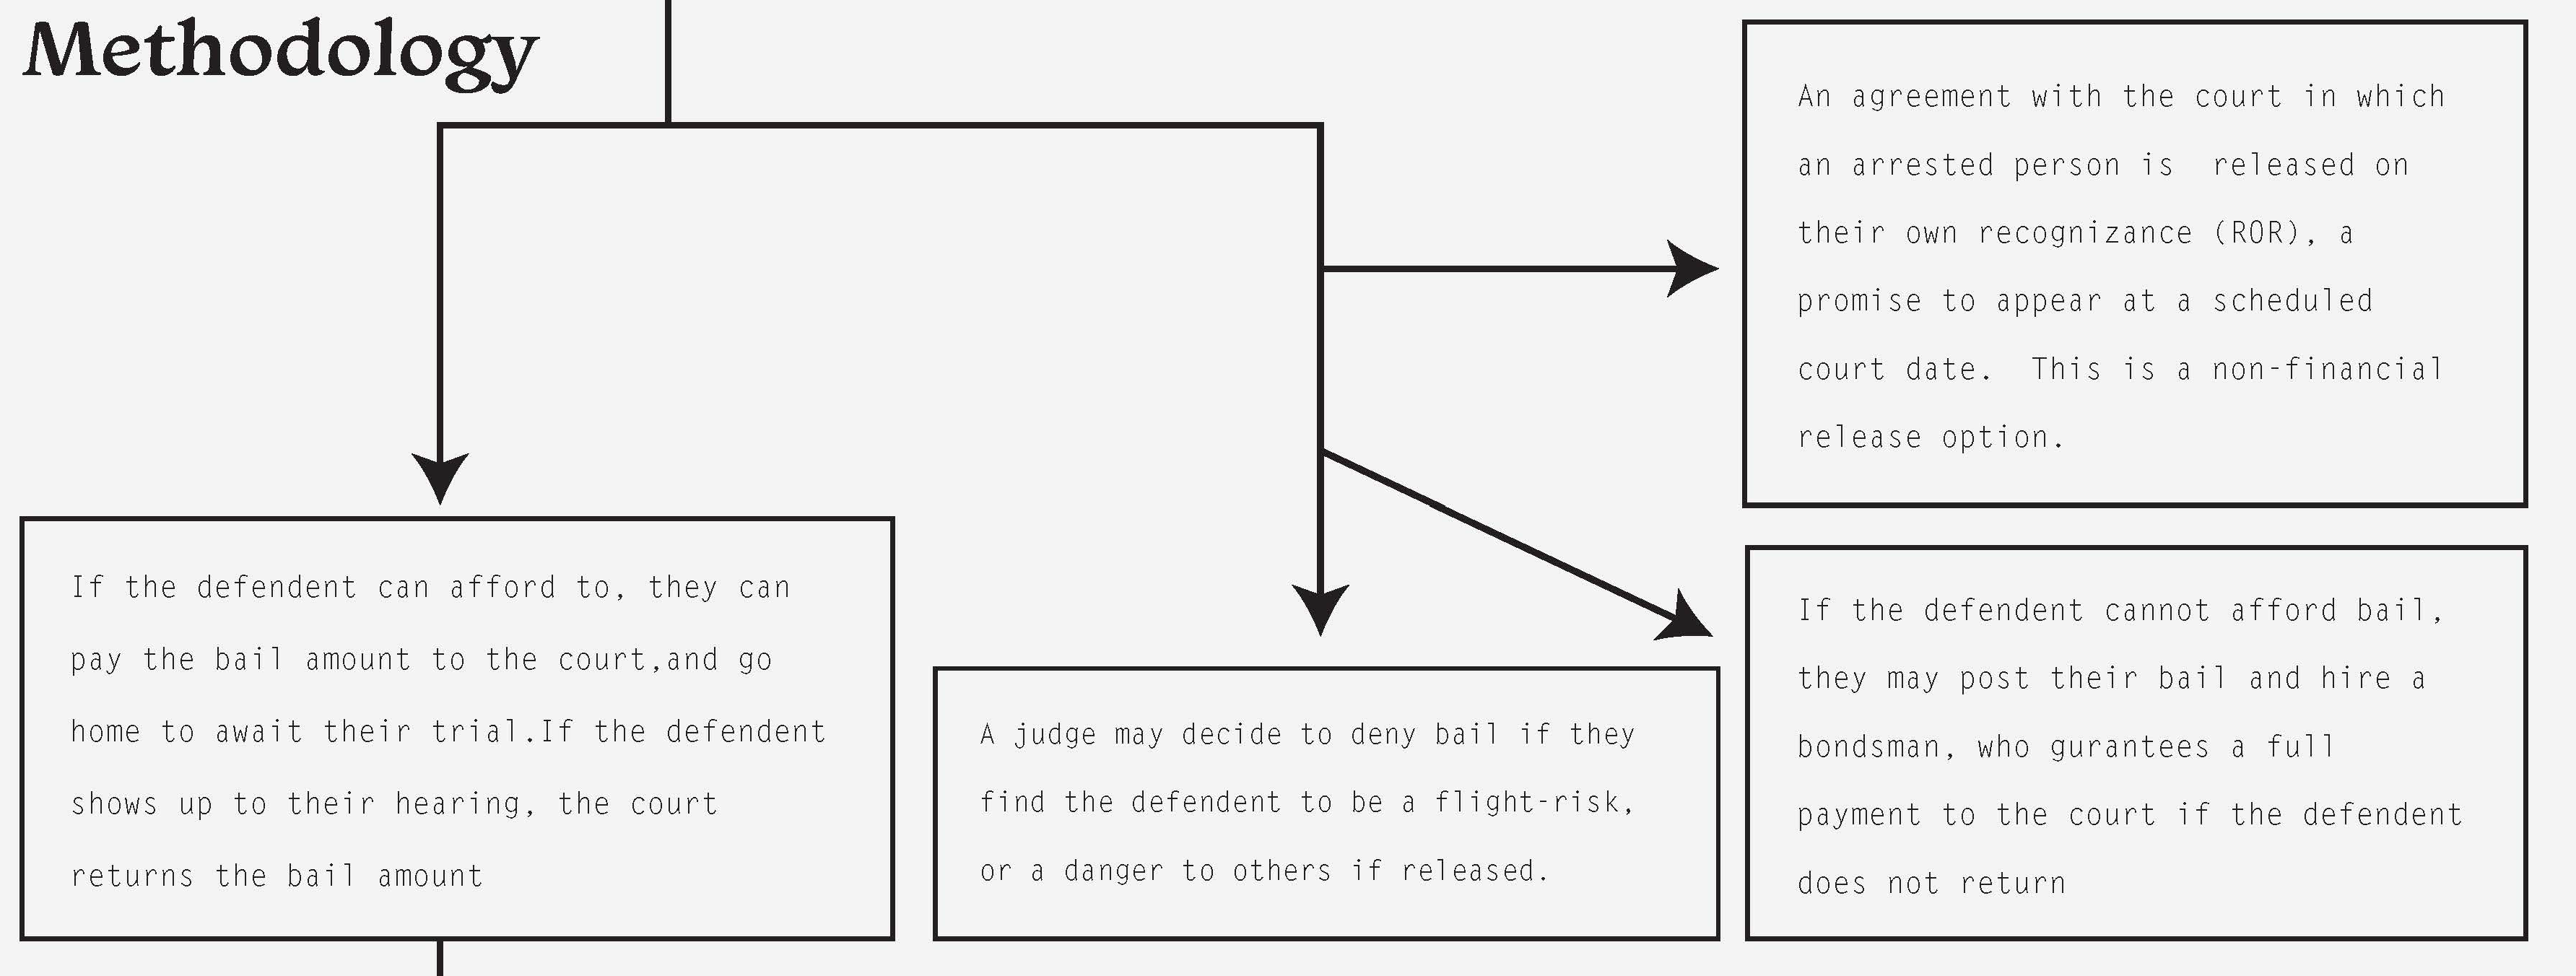 Methodology
An agreement with the court in which
an arrested person is  released on
their own recognizance (ROR), a
promise to appear at a scheduled
court date.  This is a non-financial
release option.
If the defendent can afford to, they can
pay the bail amount to the court,and go
home to await their trial.If the defendent
shows up to their hearing, the court
returns the bail amount
A judge may decide to deny bail if they
find the defendent to be a flight-risk,
or a danger to others if released.
If the defendent cannot afford bail,
they may post their bail and hire a
bondsman, who gurantees a full
payment to the court if the defendent
does not return